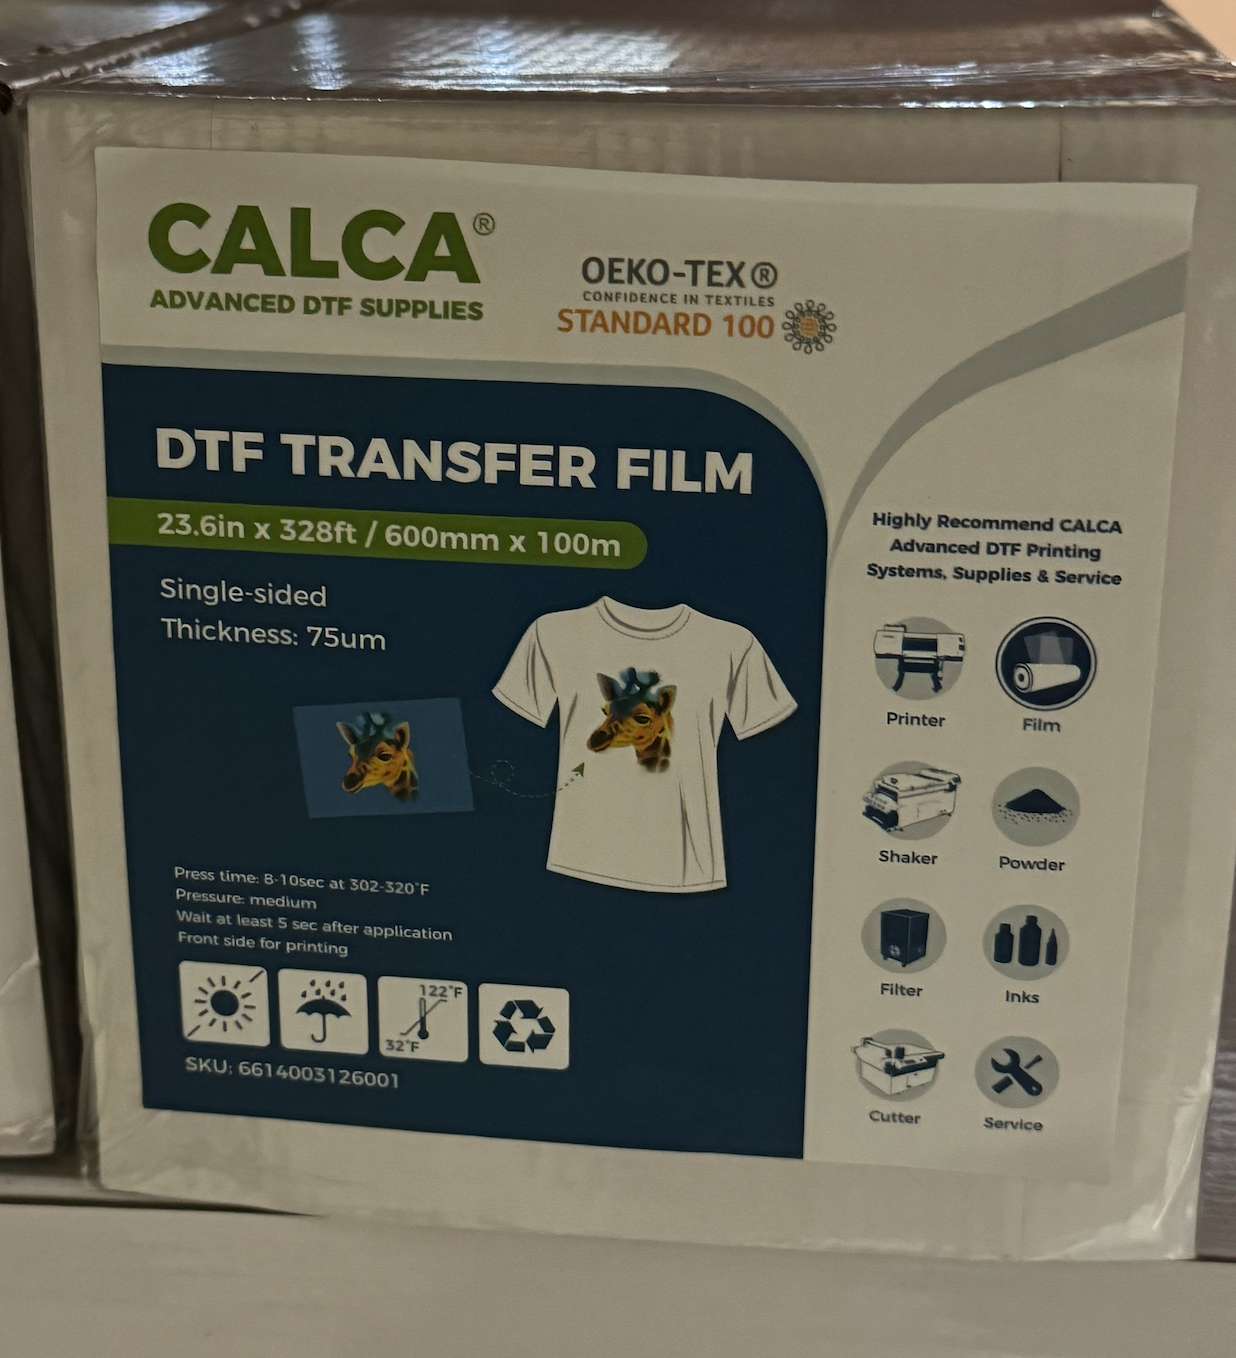 CALCA®
ADVANCED DTF SUPPLIES
OEKO-TEX®
CONFIDENCE IN TEXTILES
STANDARD 100
DTF TRANSFER FILM
23.6in x 328ft / 600mm x 100m
Single-sided
Thickness: 75um
Press time: 8-10sec at 302-320°F
Pressure: medium
Wait at least 5 sec after application
Front side for printing
122°F
32°F
SKU: 6614003126001
Highly Recommend CALCA
Advanced DTF Printing
Systems, Supplies & Service
Printer
Film
Shaker
Powder
Filter
Inks
Cutter
Service